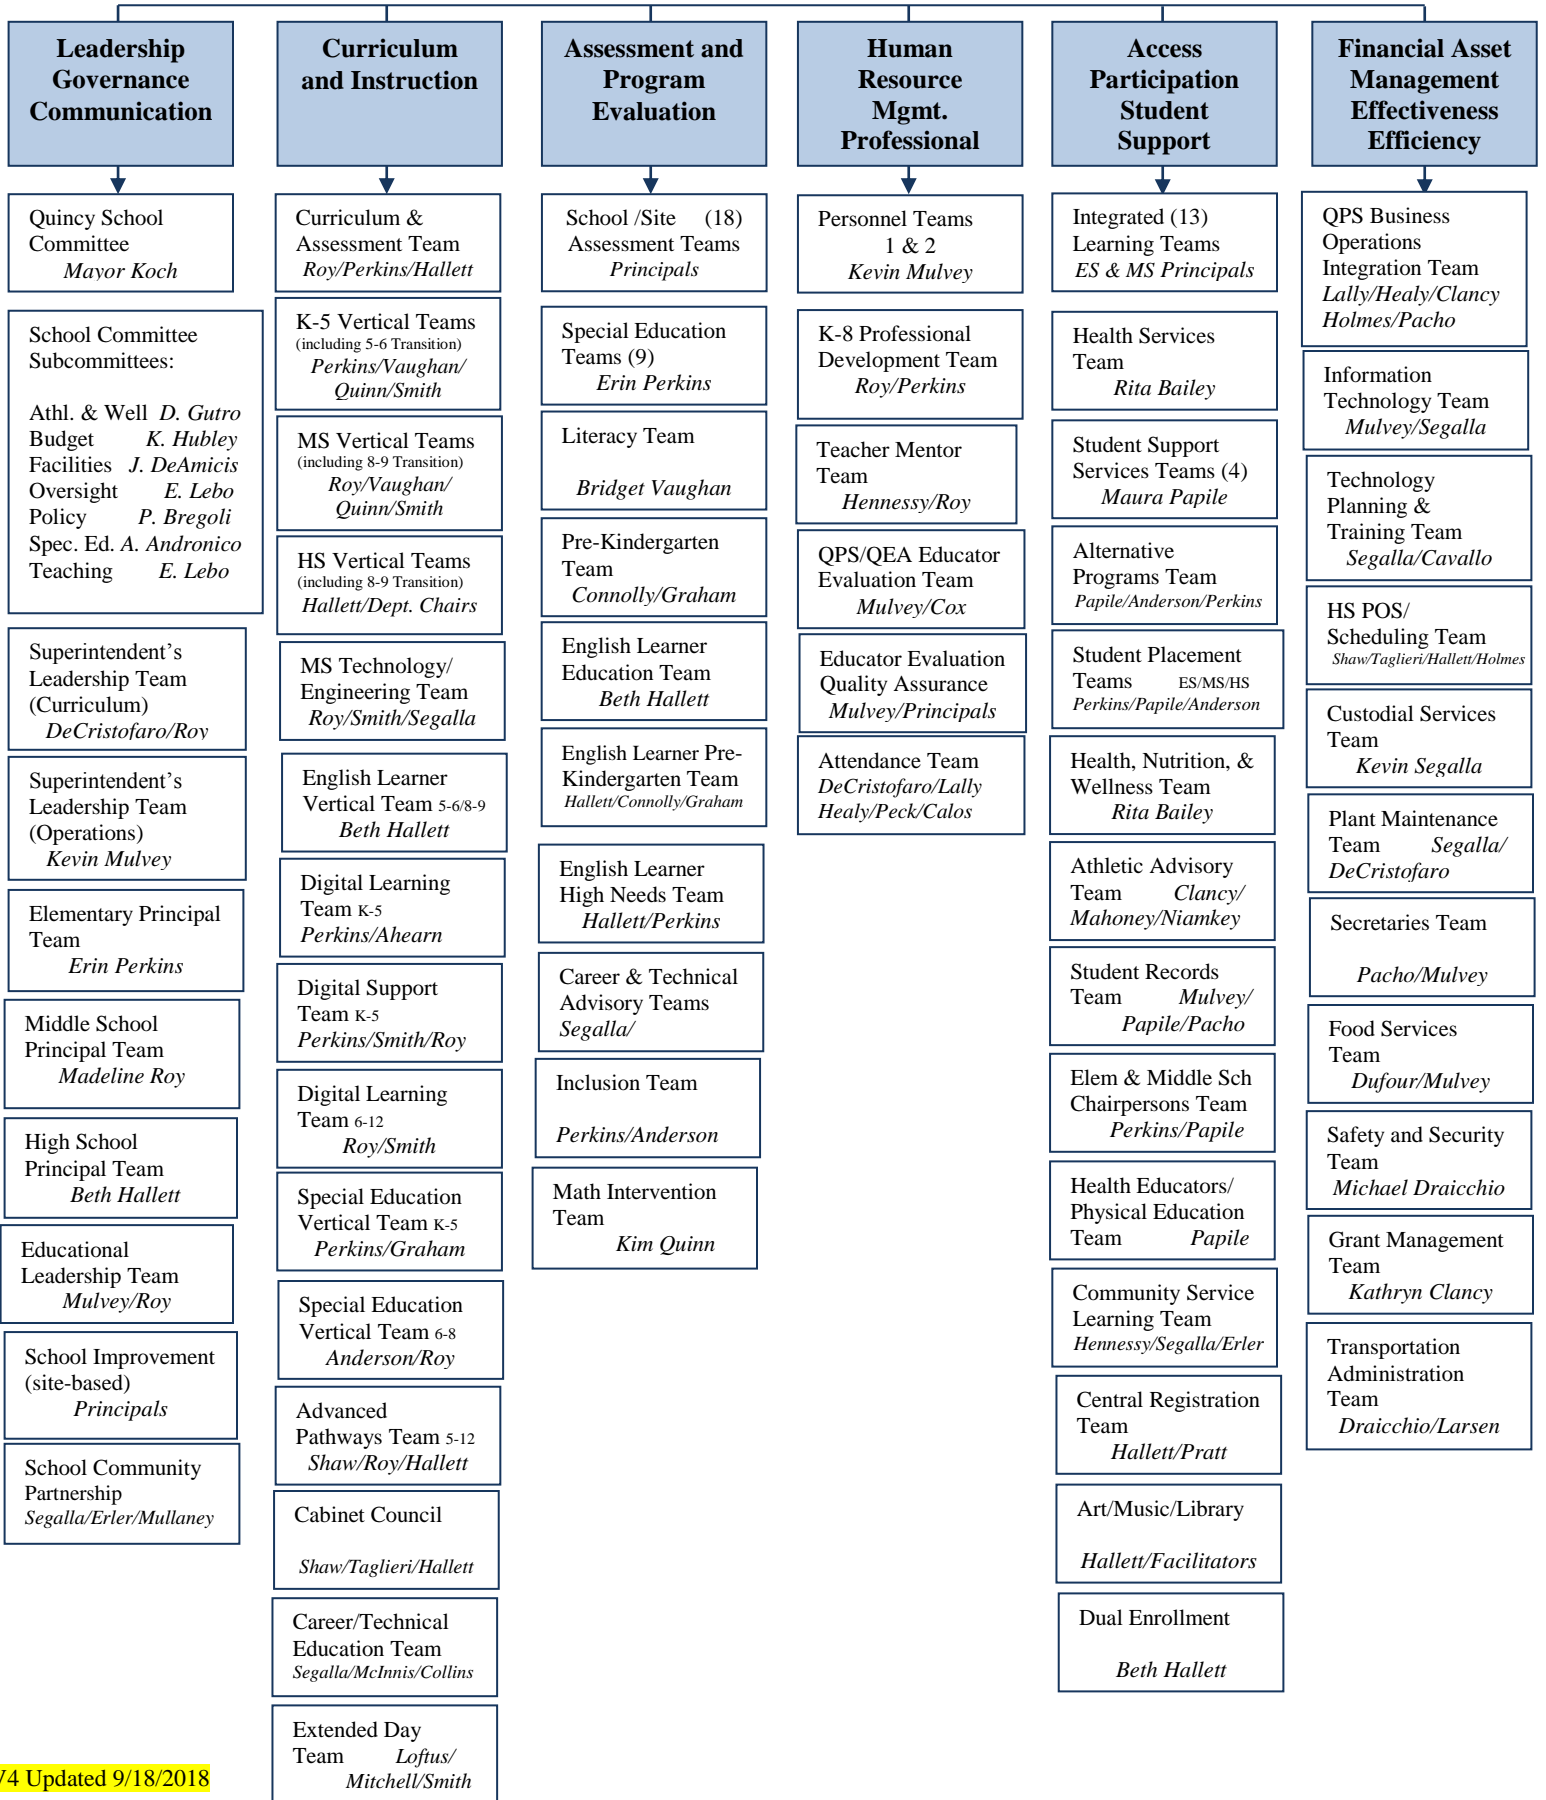 Leadership
Governance
Communication
Quincy School
Committee
Mayor Koch
School Committee
Subcommittees:
Athl. & Well D. Gutro
Budget K. Hubley
Facilities J. DeAmicis
Oversight E. Lebo
Policy P. Bregoli
Spec. Ed. A. Andronico
Teaching E. Lebo
Superintendent’s
Leadership Team
(Curriculum)
DeCristofaro/Roy
Superintendent’s
Leadership Team
(Operations)
Kevin Mulvey
Elementary Principal
Team
Erin Perkins
Middle School
Principal Team
Madeline Roy
High School
Principal Team
Beth Hallett
Educational
Leadership Team
Mulvey/Roy
School Improvement
(site-based)
Principals
School Community
Partnership
Segalla/Erler/Mullaney
Curriculum
and Instruction
Curriculum &
Assessment Team
Roy/Perkins/Hallett
K-5 Vertical Teams
(including 5-6 Transition)
Perkins/Vaughan/
Quinn/Smith
MS Vertical Teams
(including 8-9 Transition)
Roy/Vaughan/
Quinn/Smith
HS Vertical Teams
(including 8-9 Transition)
Hallett/Dept. Chairs
MS Technology/
Engineering Team
Roy/Smith/Segalla
English Learner
Vertical Team 5-6/8-9
Beth Hallett
Digital Learning
Team K-5
Perkins/Ahearn
Digital Support
Team K-5
Perkins/Smith/Roy
Digital Learning
Team 6-12
Roy/Smith
Special Education
Vertical Team K-5
Perkins/Graham
Special Education
Vertical Team 6-8
Anderson/Roy
Advanced
Pathways Team 5-12
Shaw/Roy/Hallett
Cabinet Council
Shaw/Taglieri/Hallett
Career/Technical
Education Team
Segalla/McInnis/Collins
Extended Day
Team Loftus/
Mitchell/Smith
Assessment and
Program
Evaluation
School /Site (18)
Assessment Teams
Principals
Special Education
Teams (9)
Erin Perkins
Literacy Team
Bridget Vaughan
Pre-Kindergarten
Team
Connolly/Graham
English Learner
Education Team
Beth Hallett
English Learner Pre-
Kindergarten Team
Hallett/Connolly/Graham
English Learner
High Needs Team
Hallett/Perkins
Career & Technical
Advisory Teams
Segalla/
Inclusion Team
Perkins/Anderson
Math Intervention
Team
Kim Quinn
Human
Resource
Mgmt.
Professional
Personnel Teams
1 & 2
Kevin Mulvey
K-8 Professional
Development Team
Roy/Perkins
Teacher Mentor
Team
Hennessy/Roy
QPS/QEA Educator
Evaluation Team
Mulvey/Cox
Educator Evaluation
Quality Assurance
Mulvey/Principals
Attendance Team
DeCristofaro/Lally
Healy/Peck/Calos
Access
Participation
Student
Support
Integrated (13)
Learning Teams
ES & MS Principals
Health Services
Team
Rita Bailey
Student Support
Services Teams (4)
Maura Papile
Alternative
Programs Team
Papile/Anderson/Perkins
Student Placement
Teams ES/MS/HS
Perkins/Papile/Anderson
Health, Nutrition, &
Wellness Team
Rita Bailey
Athletic Advisory
Team Clancy/
Mahoney/Niamkey
Student Records
Team Mulvey/
Papile/Pacho
Elem & Middle Sch
Chairpersons Team
Perkins/Papile
Health Educators/
Physical Education
Team Papile
Community Service
Learning Team
Hennessy/Segalla/Erler
Central Registration
Team
Hallett/Pratt
Art/Music/Library
Hallett/Facilitators
Dual Enrollment
Beth Hallett
Financial Asset
Management
Effectiveness
Efficiency
QPS Business
Operations
Integration Team
Lally/Healy/Clancy
Holmes/Pacho
Information
Technology Team
Mulvey/Segalla
Technology
Planning &
Training Team
Segalla/Cavallo
HS POS/
Scheduling Team
Shaw/Taglieri/Hallett/Holmes
Custodial Services
Team
Kevin Segalla
Plant Maintenance
Team Segalla/
DeCristofaro
Secretaries Team
Pacho/Mulvey
Food Services
Team
Dufour/Mulvey
Safety and Security
Team
Michael Draicchio
Grant Management
Team
Kathryn Clancy
Transportation
Administration
Team
Draicchio/Larsen
V4 Updated 9/18/2018